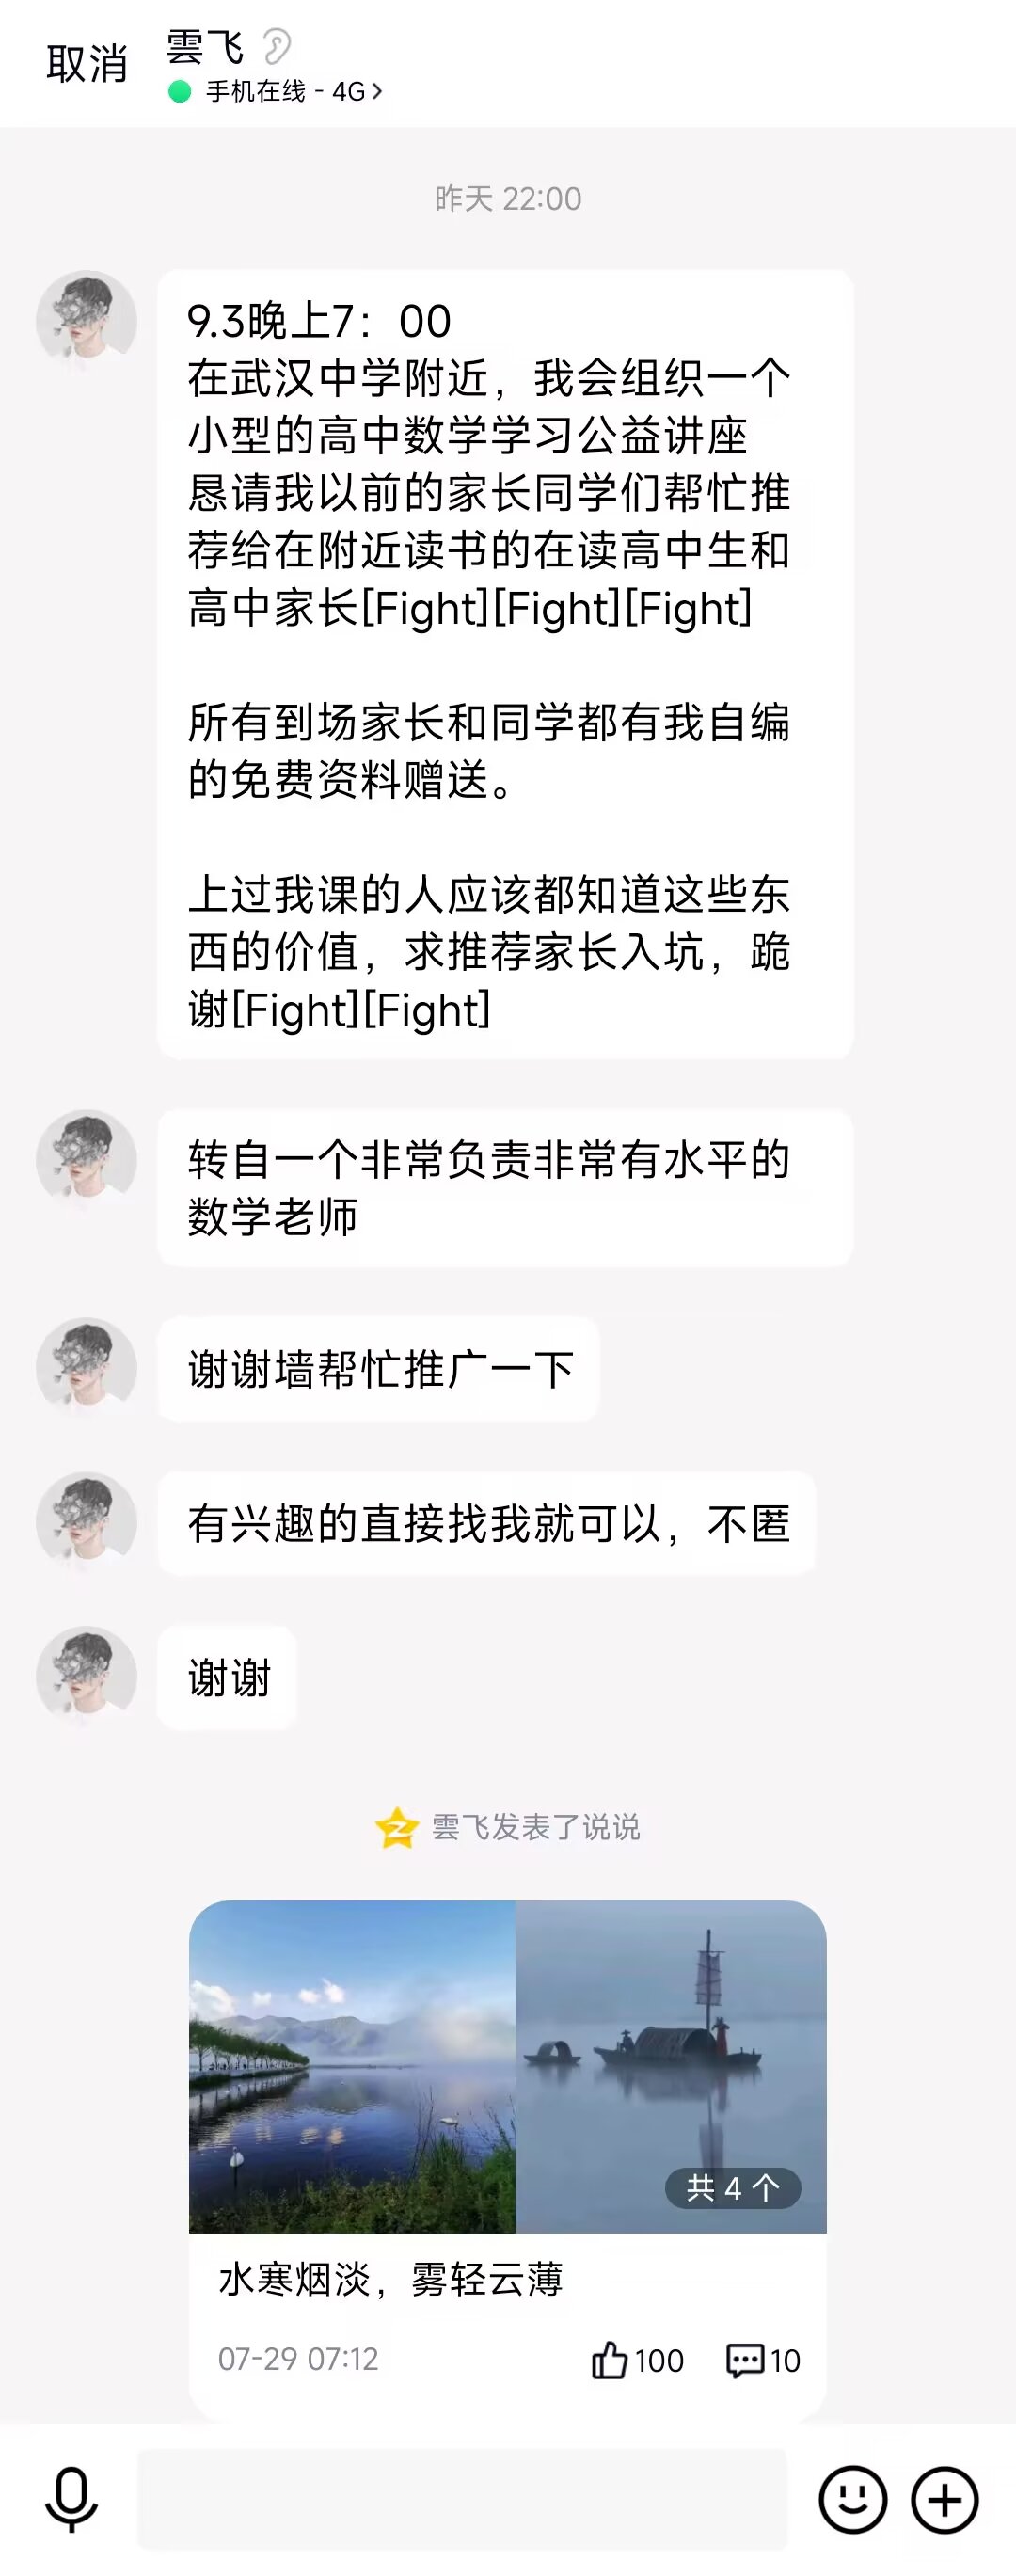 取消
雲飞
手机在线 - 4G
昨天 22:00
9.3晚上7：00
在武汉中学附近，我会组织一个
小型的高中数学学习公益讲座
恳请我以前的家长同学们帮忙推
荐给在附近读书的在读高中生和
高中家长[Fight][Fight][Fight]
所有到场家长和同学都有我自编
的免费资料赠送。
上过我课的人应该都知道这些东
西的价值，求推荐家长入坑，跪
谢[Fight][Fight]
转自一个非常负责非常有水平的
数学老师
谢谢墙帮忙推广一下
有兴趣的直接找我就可以，不匿
谢谢
雲飞发表了说说
共 4 个
水寒烟淡，雾轻云薄
07-29 07:12
100
10